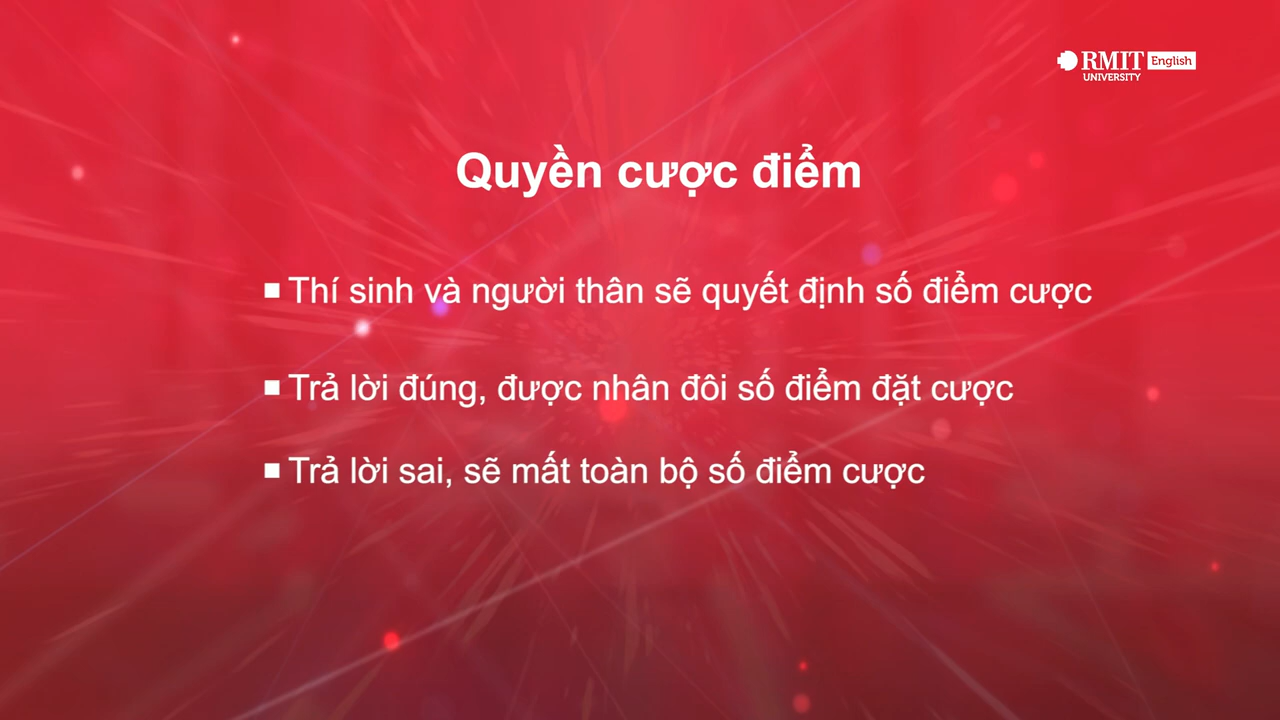 RMIT English
UNIVERSITY
Quyền cược điểm
Thí sinh và người thân sẽ quyết định số điểm cược
Trả lời đúng, được nhân đôi số điểm đặt cược
Trả lời sai, sẽ mất toàn bộ số điểm cược